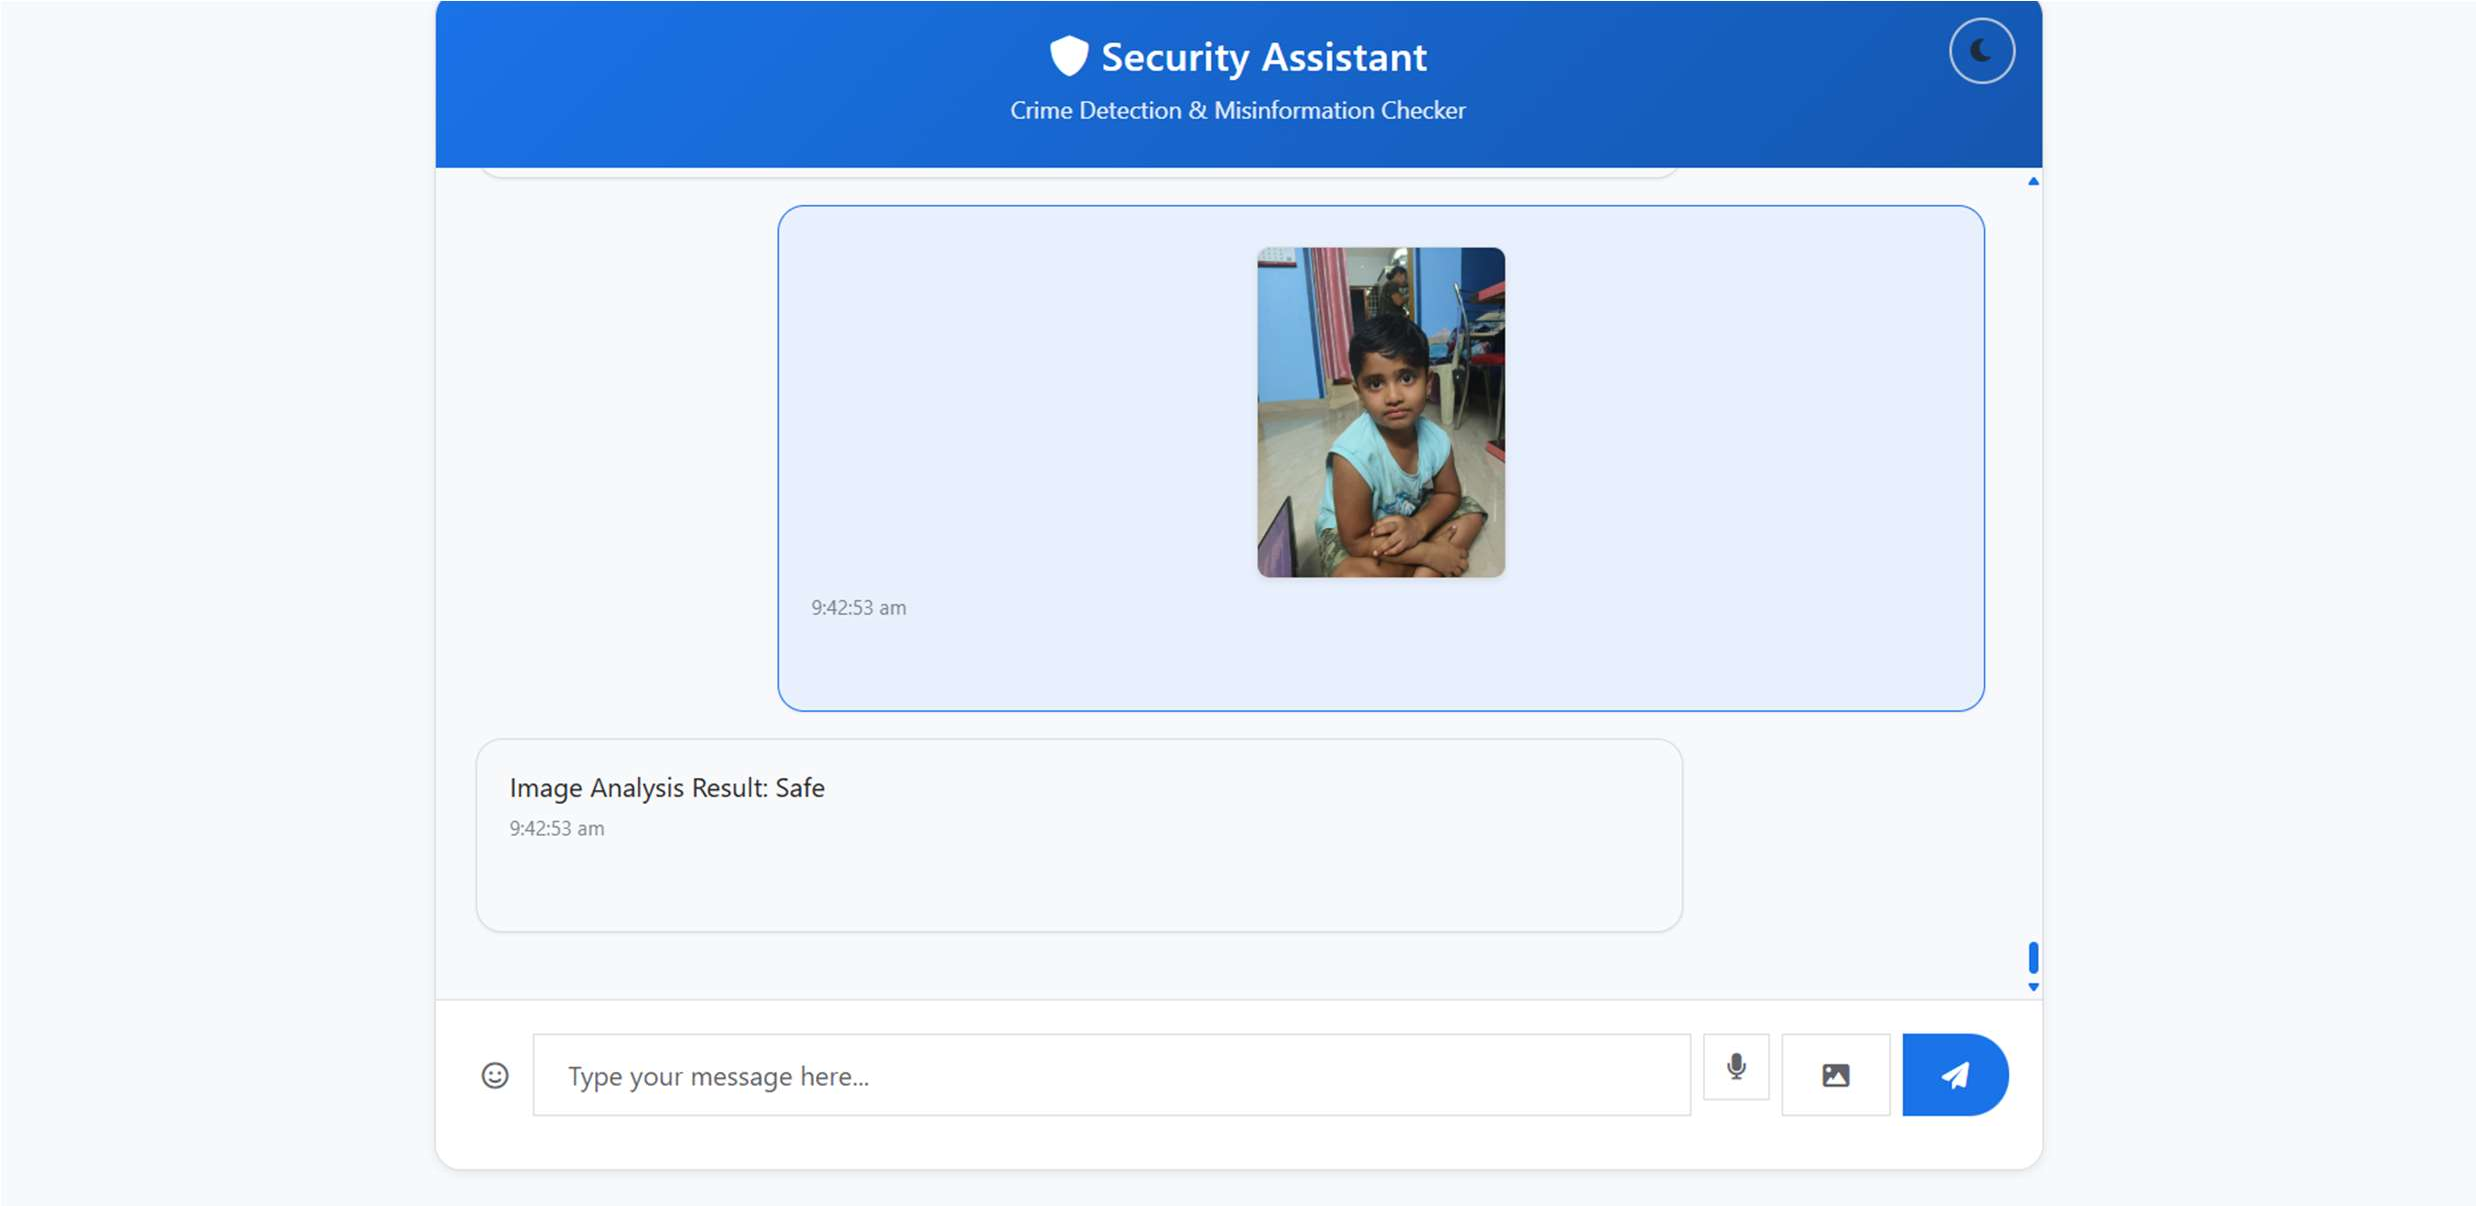 Security Assistant
Crime Detection & Misinformation Checker
9:42:53 am
Image Analysis Result: Safe
9:42:53 am
Type your message here...